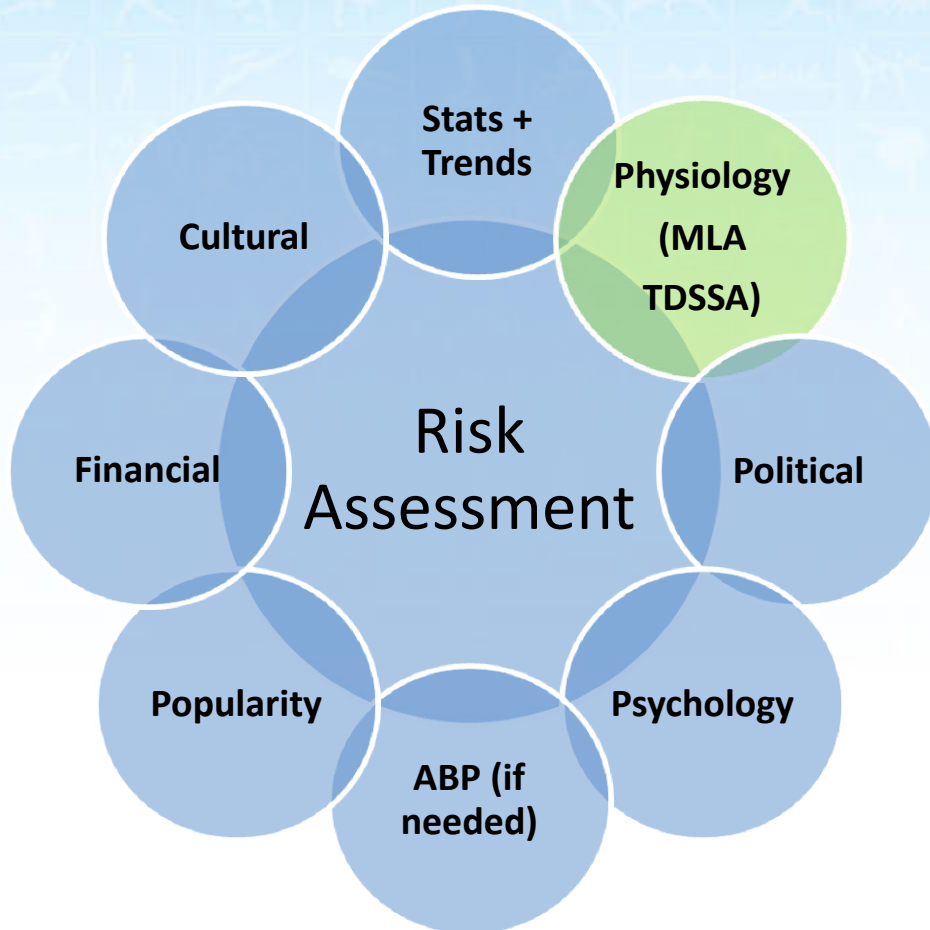 Stats +
Trends
Physiology
(MLA
TDSSA)
Cultural
Risk
Assessment
Financial
Political
Popularity
Psychology
ABP (if
needed)